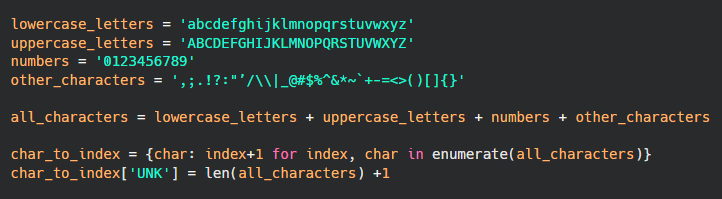 lowercase_letters = 'abcdefghijklmnopqrstuvwxyz'
uppercase_letters = 'ABCDEFGHIJKLMNOPQRSTUVWXYZ'
numbers = '0123456789'
other_characters = ',;.!?:"’/\\|_@#$%^&*~`+-=<>()[]{}'
all_characters = lowercase_letters + uppercase_letters + numbers + other_characters
char_to_index = {char: index+1 for index, char in enumerate(all_characters)}
char_to_index['UNK'] = len(all_characters) +1